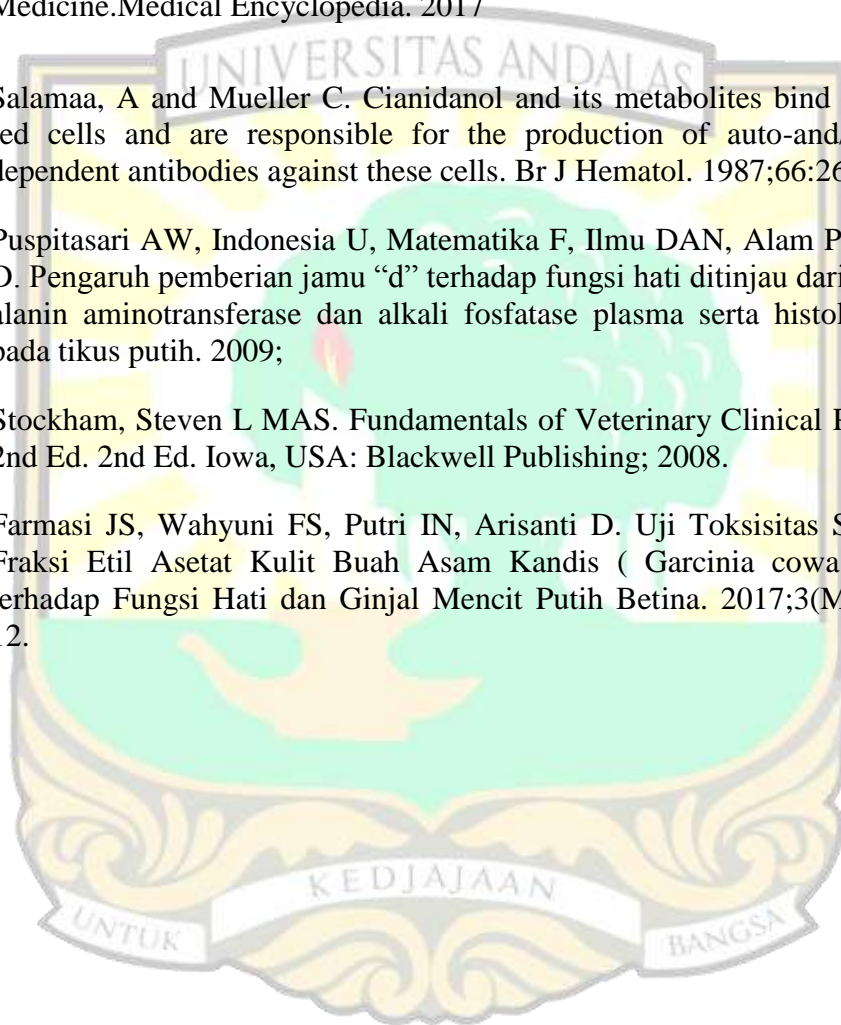 Medicine.Medical Encyclopedia. 2017
UNIVERSITAS ANDALAS
Salamaa, A and Mueller C. Cianidanol and its metabolites bind
ed cells and are responsible for the production of auto-and/
dependent antibodies against these cells. Br J Hematol. 1987;66:26
Puspitasari AW, Indonesia U, Matematika F, Ilmu DAN, Alam P
D. Pengaruh pemberian jamu “d” terhadap fungsi hati ditinjau dari
alanin aminotransferase dan alkali fosfatase plasma serta histol
pada tikus putih. 2009;
Stockham, Steven L MAS. Fundamentals of Veterinary Clinical P
2nd Ed. 2nd Ed. Iowa, USA: Blackwell Publishing; 2008.
Farmasi JS, Wahyuni FS, Putri IN, Arisanti D. Uji Toksisitas S
Fraksi Etil Asetat Kulit Buah Asam Kandis ( Garcinia cowa
erhadap Fungsi Hati dan Ginjal Mencit Putih Betina. 2017;3(M
12.
KEDJAJAAN
UNTUK
BANGSA